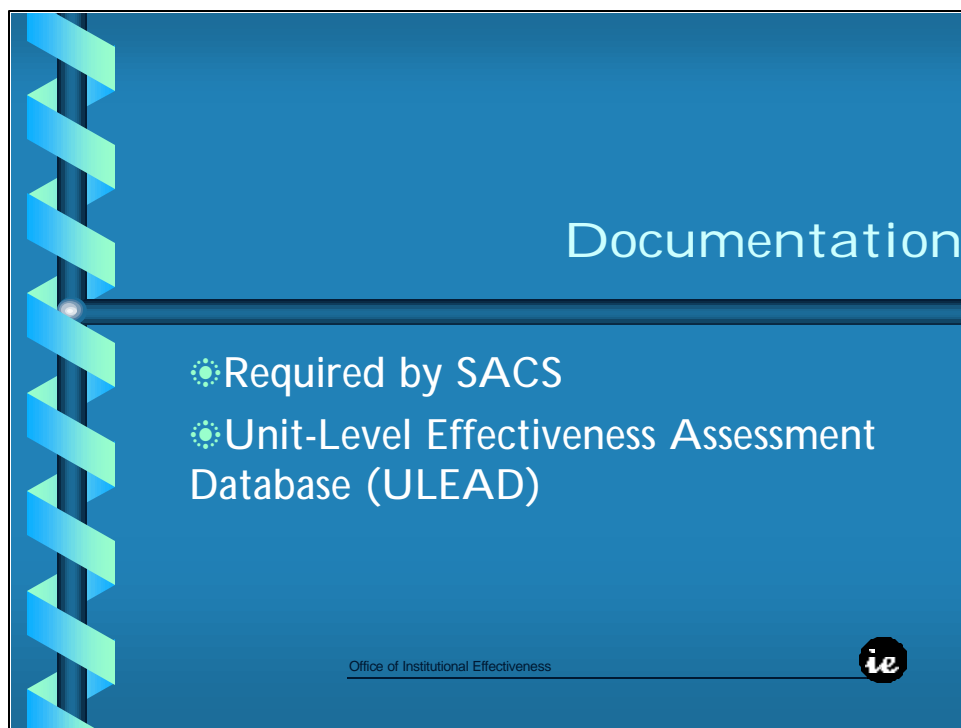 Documentation
Required by SACS
Unit-Level Effectiveness Assessment
Database (ULEAD)
Office of Institutional Effectiveness
ie